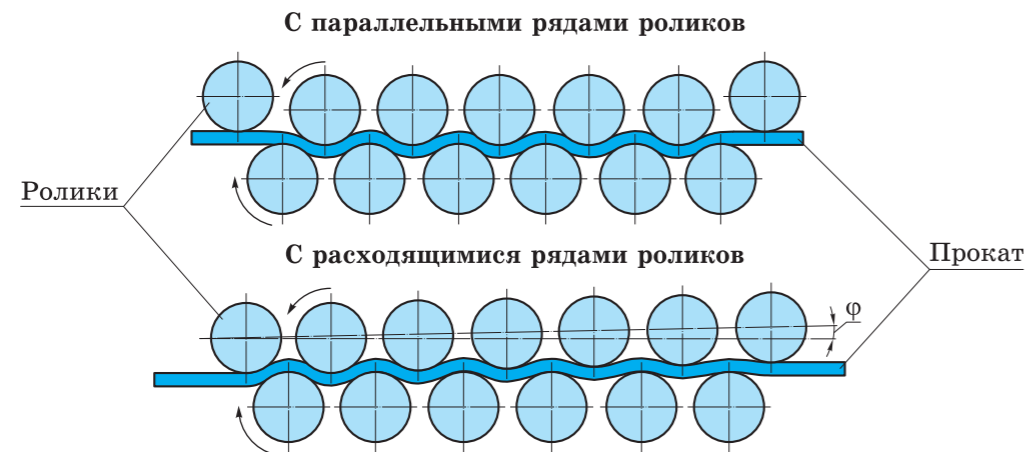 С параллельными рядами роликов
Ролики
С расходящимися рядами роликов
Прокат
φ